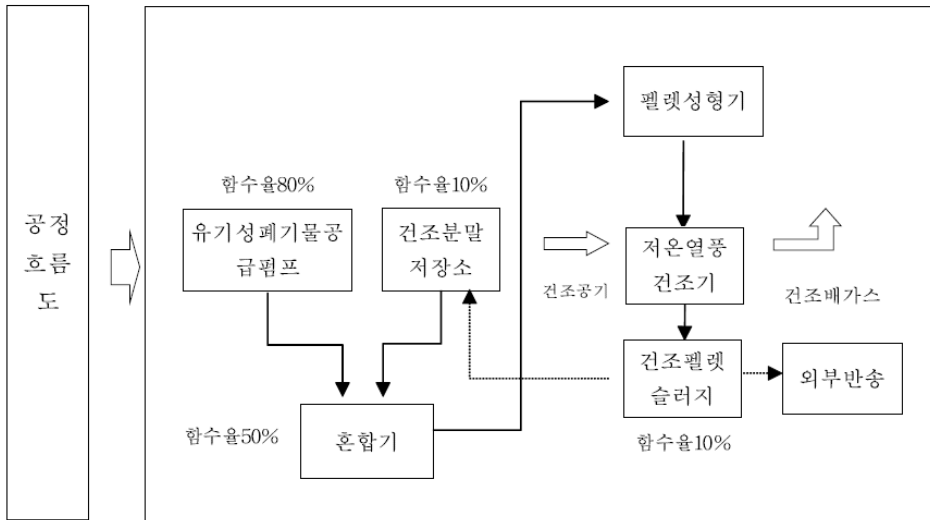 공정
흐름
도
펠렛성형기
함수율80%
함수율10%
유기성폐기물공
급펌프
건조분말
저장소
저온열풍
건조기
건조공기
건조배가스
건조펠렛
슬러지
외부반송
함수율50%
혼합기
함수율10%